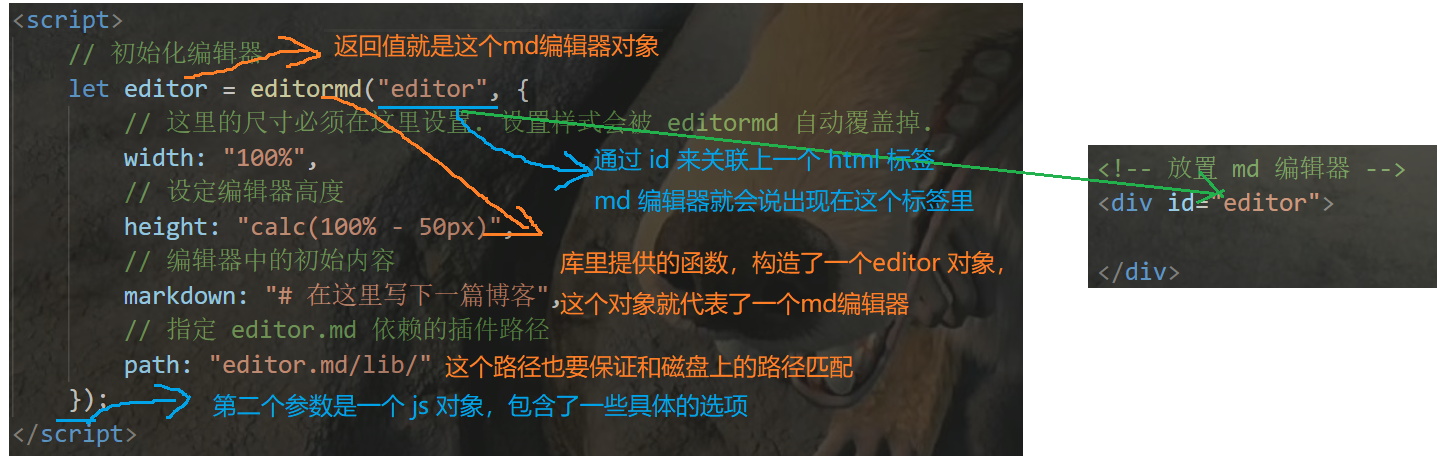 <script>
// 初始化编辑器
返回值就是这个md编辑器对象
let editor = editormd("editor", {
// 这里的尺寸必须在这里设置. 设置样式会被 editormd 自动覆盖掉.
width: "100%",
通过 id 来关联上一个 html 标签
<!-- 放置 md 编辑器 -->
// 设定编辑器高度
md 编辑器就会说出现在这个标签里
<div id="editor">
height: "calc(100% - 50px)",
// 编辑器中的初始内容
库里提供的函数，构造了一个editor 对象，
</div>
markdown: "# 在这里写下一篇博客",
这个对象就代表了一个md编辑器
// 指定 editor.md 依赖的插件路径
path: "editor.md/lib/"
这个路径也要保证和磁盘上的路径匹配
});
第二个参数是一个 js 对象，包含了一些具体的选项
</script>